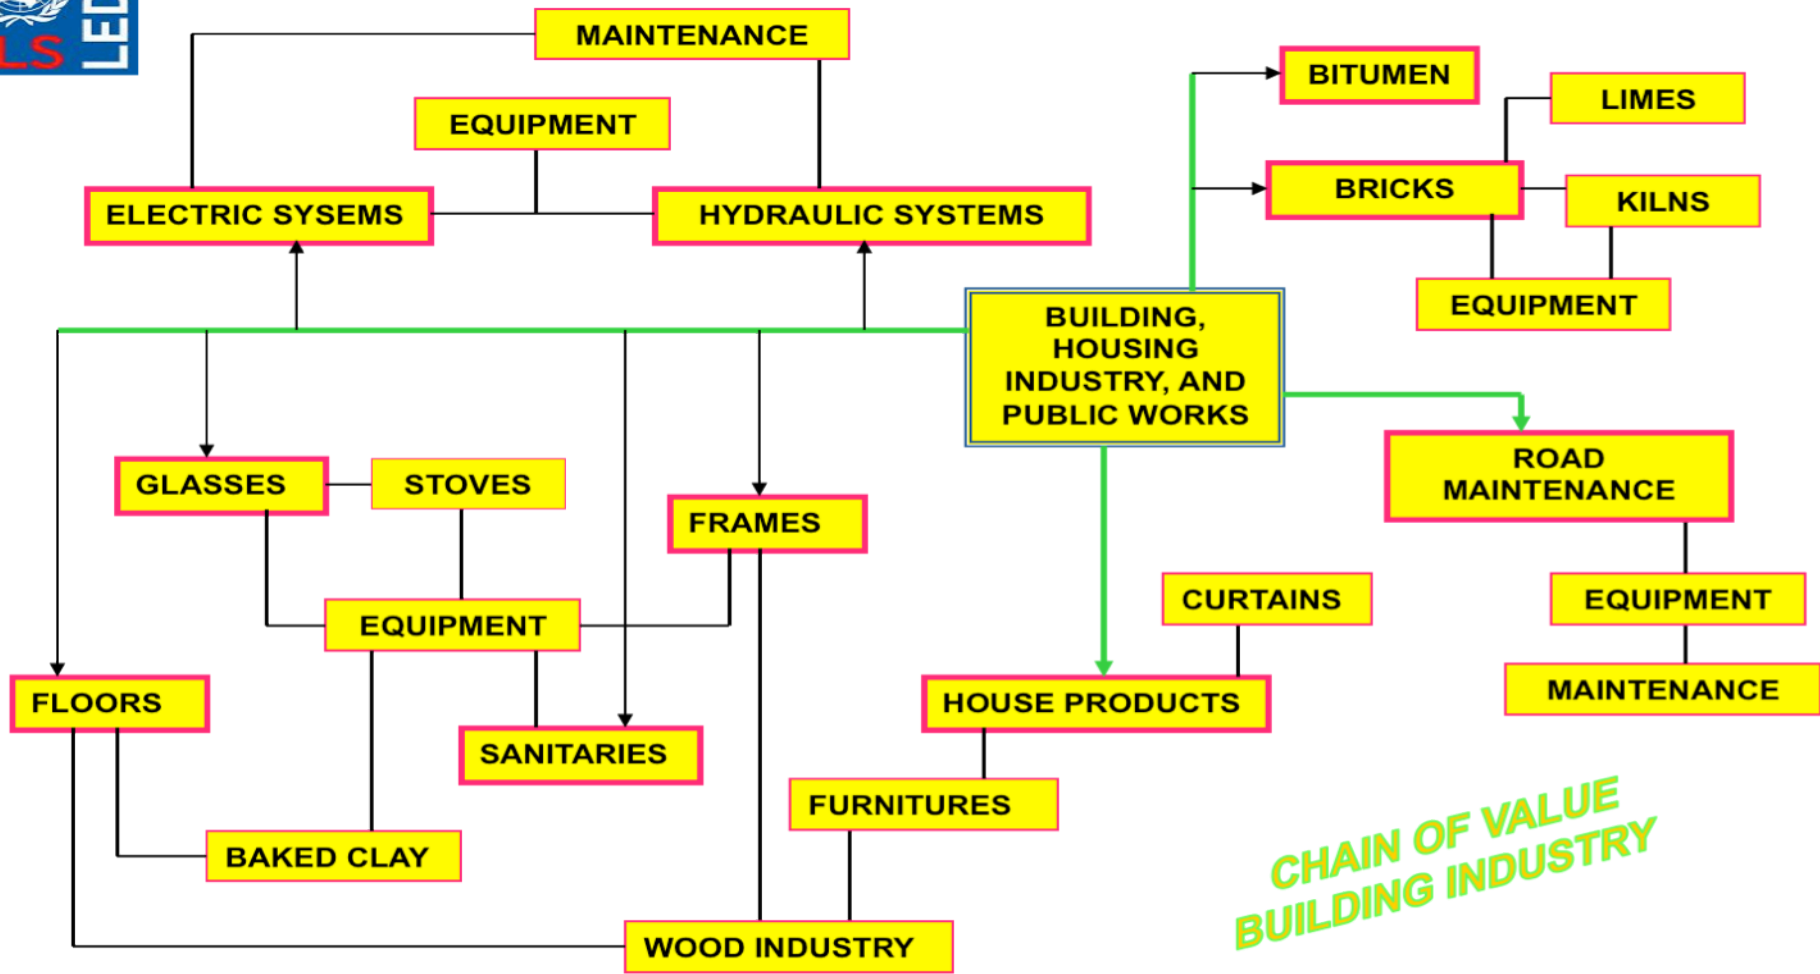 LS
LED
MAINTENANCE
EQUIPMENT
ELECTRIC SYSEMS
HYDRAULIC SYSTEMS
BITUMEN
LIMES
BRICKS
KILNS
EQUIPMENT
BUILDING,
HOUSING
INDUSTRY, AND
PUBLIC WORKS
GLASSES
STOVES
FRAMES
ROAD
MAINTENANCE
EQUIPMENT
CURTAINS
EQUIPMENT
FLOORS
HOUSE PRODUCTS
MAINTENANCE
SANITARIES
FURNITURES
BAKED CLAY
WOOD INDUSTRY
CHAIN OF VALUE
BUILDING INDUSTRY